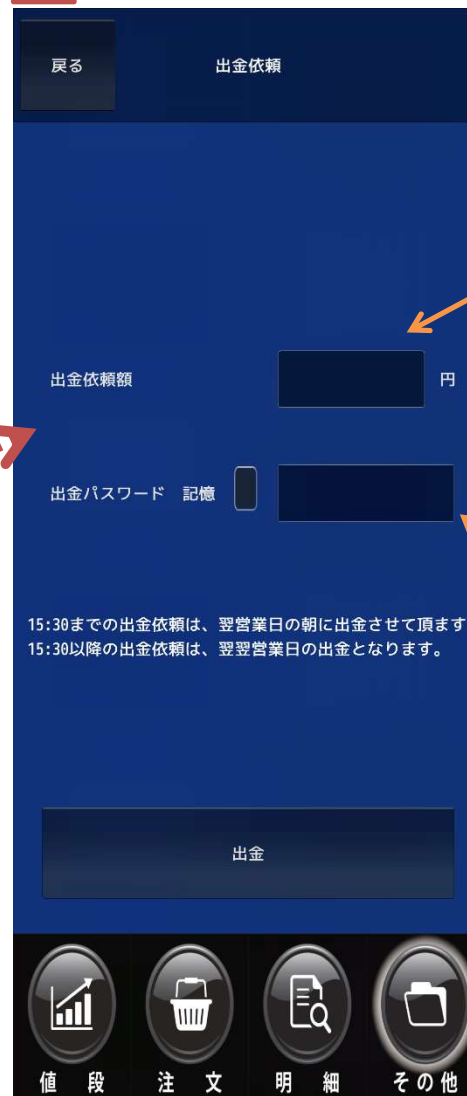 戻る
出金依頼
出金依頼額
円
出金パスワード 記憶
15:30までの出金依頼は、翌営業日の朝に出金させて頂ます
15:30以降の出金依頼は、翌翌営業日の出金となります。
出金
値 段
注 文
明 細
その他